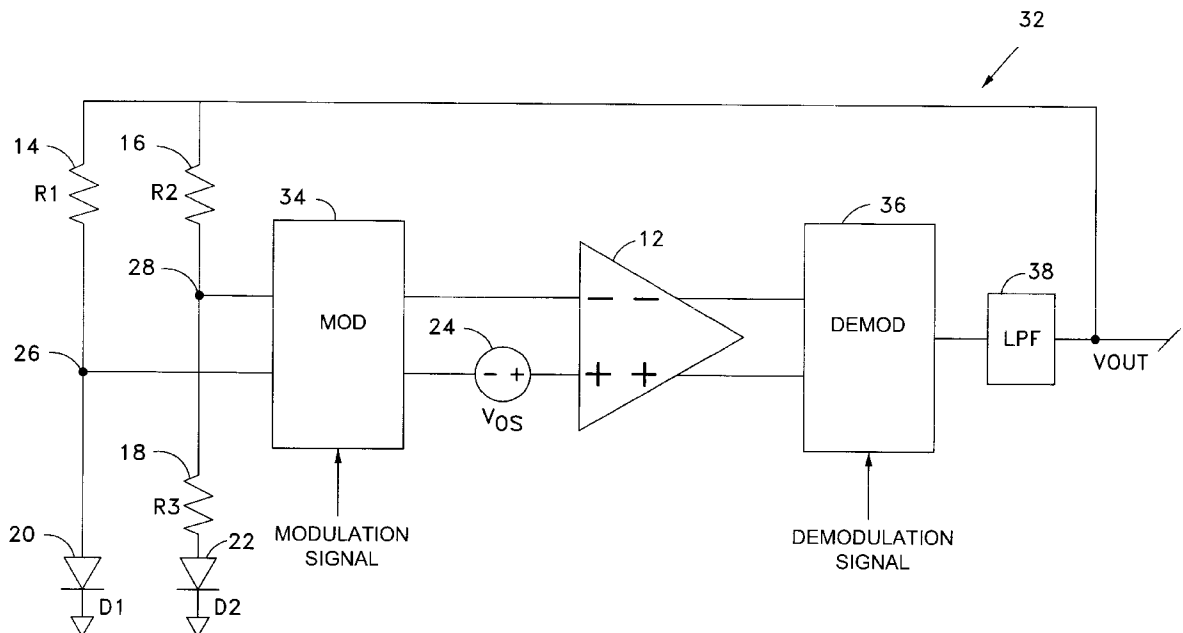 32
14
R1
16
R2
34
MOD
28
26
24
- +
VOS
12
− −
+ +
36
DEMOD
38
LPF
VOUT
18
R3
20
D1
22
D2
MODULATION
SIGNAL
DEMODULATION
SIGNAL